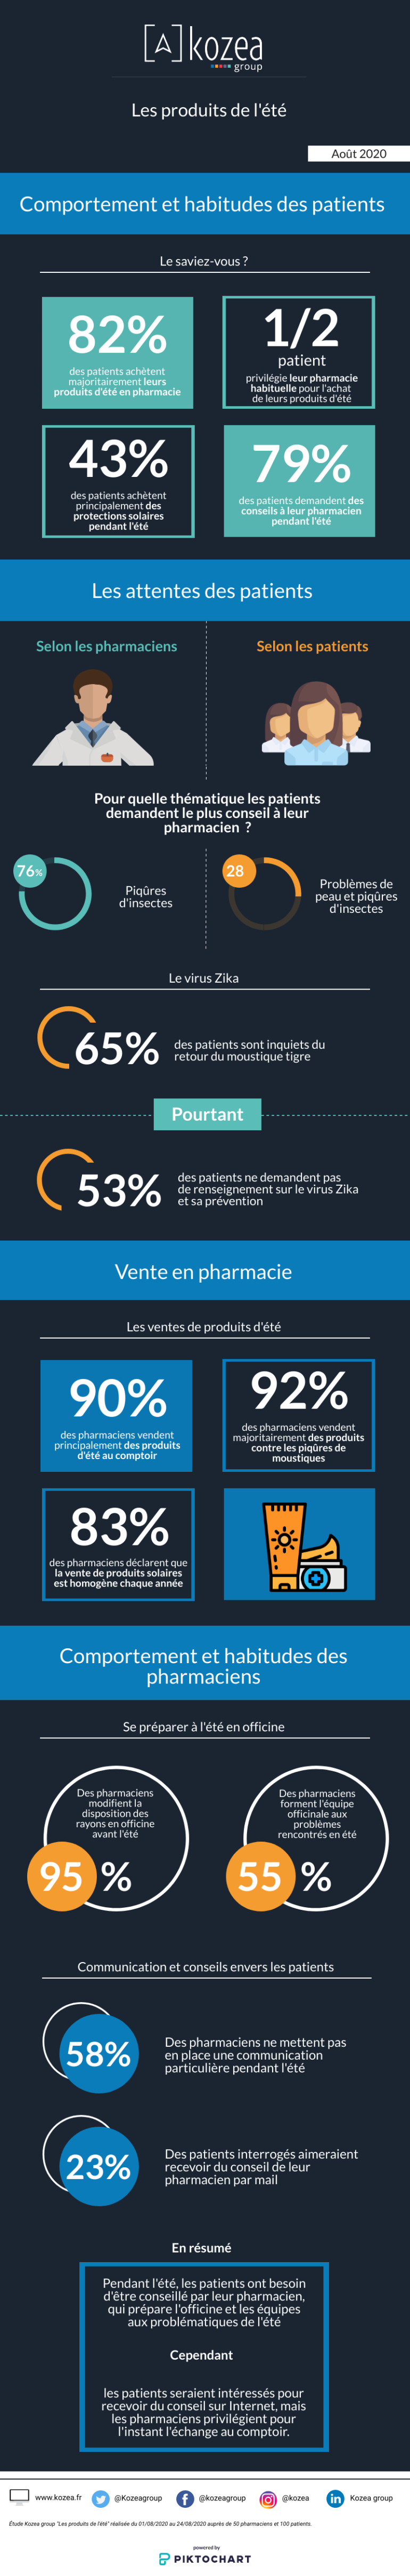 [A]kozea
group
Les produits de l'été
Août 2020
Comportement et habitudes des patients
Le saviez-vous ?
82%
des patients achètent
majoritairement leurs
produits d'été en pharmacie
1/2
patient
privilégie leur pharmacie
habituelle pour l'achat
de leurs produits d'été
43%
des patients achètent
principalement des
protections solaires
pendant l'été
79%
des patients demandent des
conseils à leur pharmacien
pendant l'été
Les attentes des patients
Selon les pharmaciens
Selon les patients
Pour quelle thématique les patients
demandent le plus conseil à leur
pharmacien ?
76%
Piqûres
d'insectes
28
Problèmes de
peau et piqûres
d'insectes
Le virus Zika
65%
des patients sont inquiets du
retour du moustique tigre
Pourtant
53%
des patients ne demandent pas
de renseignement sur le virus Zika
et sa prévention
Vente en pharmacie
Les ventes de produits d'été
90%
des pharmaciens vendent
principalement des produits
d'été au comptoir
92%
des pharmaciens vendent
majoritairement des produits
contre les piqûres de
moustiques
83%
des pharmaciens déclarent que
la vente de produits solaires
est homogène chaque année
Comportement et habitudes des
pharmaciens
Se préparer à l'été en officine
Des pharmaciens
modifient la
disposition des
rayons en officine
avant l'été
95 %
Des pharmaciens
forment l'équipe
officinale aux
problèmes
rencontrés en été
55 %
Communication et conseils envers les patients
58%
Des pharmaciens ne mettent pas
en place une communication
particulière pendant l'été
23%
Des patients interrogés aimeraient
recevoir du conseil de leur
pharmacien par mail
En résumé
Pendant l'été, les patients ont besoin
d'être conseillé par leur pharmacien,
qui prépare l'officine et les équipes
aux problématiques de l'été
Cependant
les patients seraient intéressés pour
recevoir du conseil sur Internet, mais
les pharmaciens privilégient pour
l'instant l'échange au comptoir.
www.kozea.fr
@Kozeagroup
@kozeagroup
@kozea
Kozea group
Étude Kozea group "Les produits de l'été" réalisée du 01/08/2020 au 24/08/2020 auprès de 50 pharmaciens et 100 patients.
powered by
PIKTOCHART